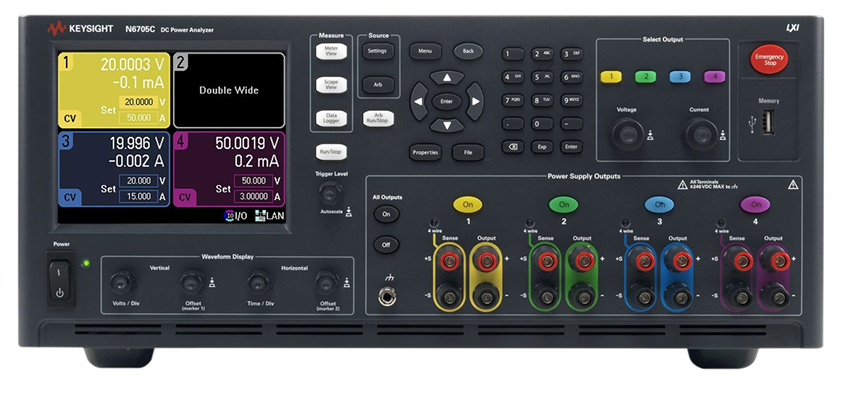 KEYSIGHT N6705C DC Power Analyzer
LXI
1 20.0003 V
-0.1 mA
Set 20.0000 V
CV 50.000 A
2
Double Wide
3 19.996 V
-0.002 A
Set 20.000 V
CV 15.000 A
4 50.0019 V
0.2 mA
Set 50.000 V
CV 3.00000 A
IO I/O LAN
Measure
Meter View
Scope View
Data Logger
Run/Stop
Trigger Level
Autoscale
Source
Settings
Arb
Arb Run/Stop
Menu Back
Enter
Properties File
1 2 ABC 3 DEF
4 GHI 5 JKL 6 MNO
7 PQRS 8 TUV 9 WXYZ
. 0 –
Exp Enter
Select Output
1 2 3 4
Voltage Current
Emergency Stop
Memory
Power
Waveform Display
Vertical Horizontal
Volts / Div
Offset (marker 1)
Time / Div
Offset (marker 2)
Power Supply Outputs
All Terminals
±240 VDC MAX to
All Outputs
On
Off
On On On On
1 2 3 4
4 wire 4 wire 4 wire 4 wire
Sense Output Sense Output Sense Output Sense Output
+S + +S + +S + +S +
-S - -S - -S - -S -